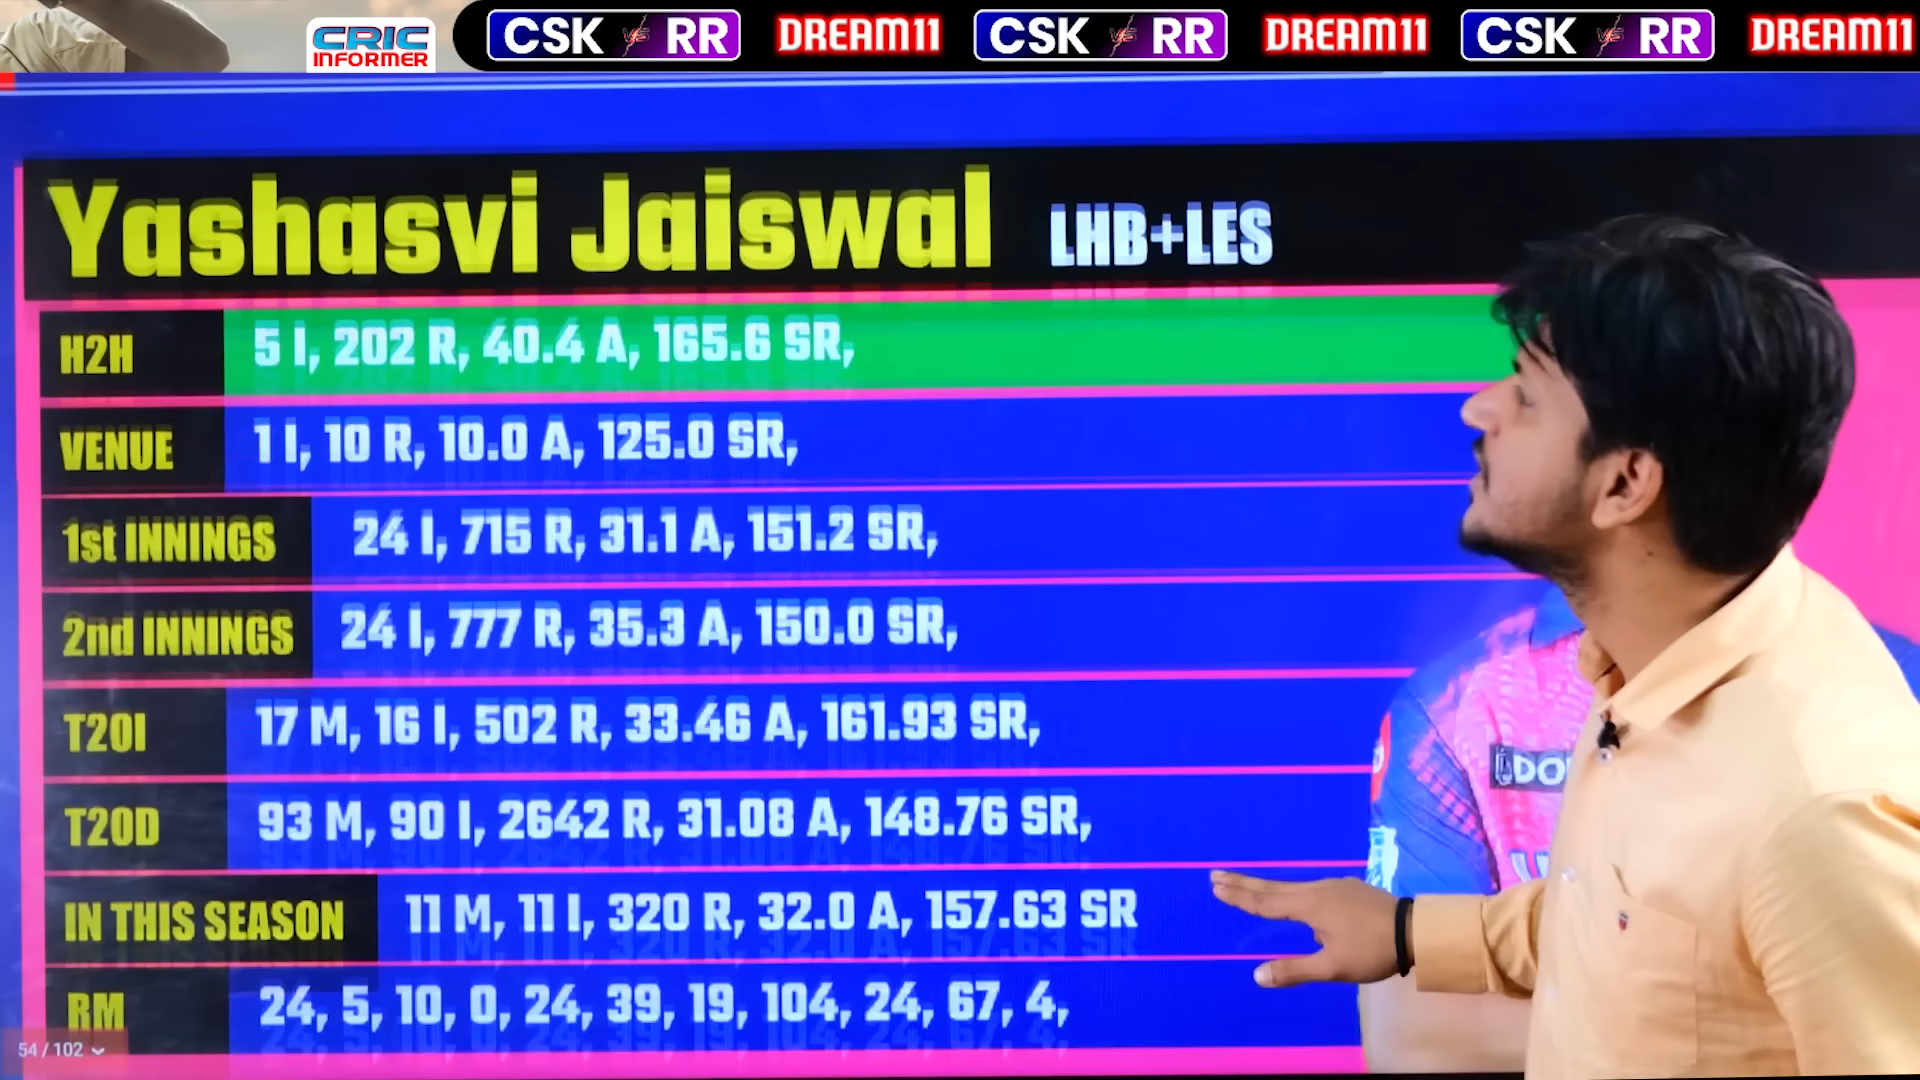 CRIC
INFORMER
CSK VS RR DREAM11 CSK VS RR DREAM11 CSK VS RR DREAM11
Yashasvi Jaiswal LHB+LES
H2H 5 I, 202 R, 40.4 A, 165.6 SR,
VENUE 1 I, 10 R, 10.0 A, 125.0 SR,
1st INNINGS 24 I, 715 R, 31.1 A, 151.2 SR,
2nd INNINGS 24 I, 777 R, 35.3 A, 150.0 SR,
T20I 17 M, 16 I, 502 R, 33.46 A, 161.93 SR,
T20D 93 M, 90 I, 2642 R, 31.08 A, 148.76 SR,
IN THIS SEASON 11 M, 11 I, 320 R, 32.0 A, 157.63 SR
RM 24, 5, 10, 0, 24, 39, 19, 104, 24, 67, 4,
54 / 102